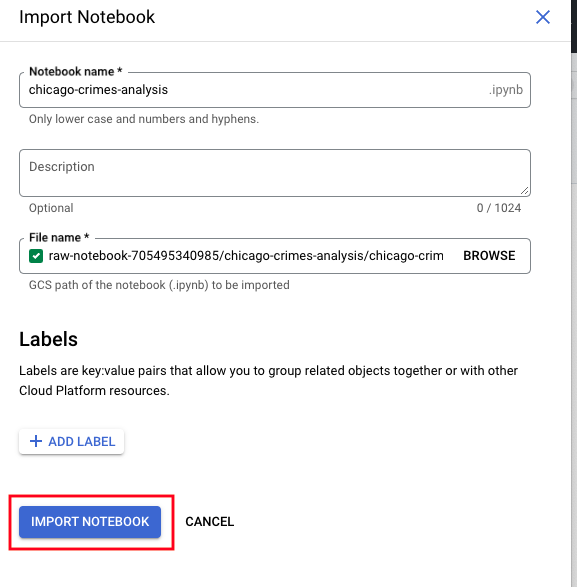 Import Notebook
Notebook name *
chicago-crimes-analysis
.ipynb
Only lower case and numbers and hyphens.
Description
Optional
0 / 1024
File name *
raw-notebook-705495340985/chicago-crimes-analysis/chicago-crim
BROWSE
GCS path of the notebook (.ipynb) to be imported
Labels
Labels are key:value pairs that allow you to group related objects together or with other
Cloud Platform resources.
ADD LABEL
IMPORT NOTEBOOK
CANCEL